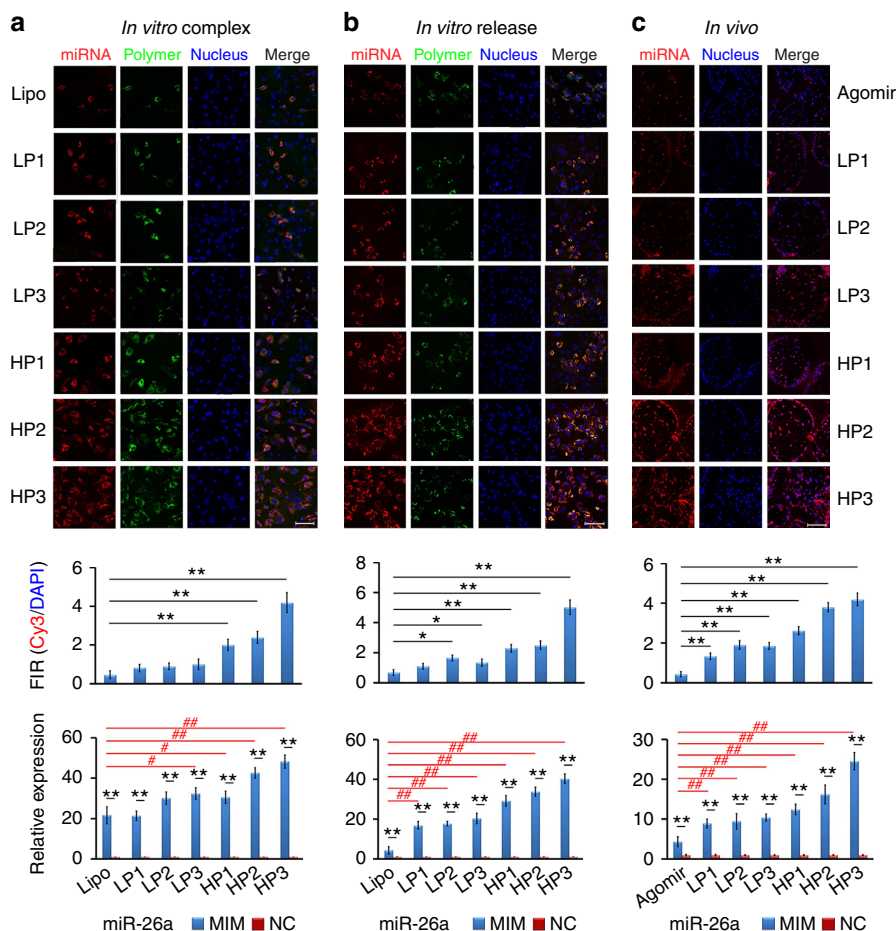 a In vitro complex
miRNA Polymer Nucleus Merge
Lipo
LP1
LP2
LP3
HP1
HP2
HP3
b In vitro release
miRNA Polymer Nucleus Merge
c In vivo
miRNA Nucleus Merge
Agomir
LP1
LP2
LP3
HP1
HP2
HP3
FIR (Cy3/DAPI)
6
4
2
0
** ** **
8
6
4
2
0
** ** ** * * *
6
4
2
0
** ** ** ** ** **
Relative expression
60
40
20
0
## ## # #
** ** ** ** ** ** **
Lipo LP1 LP2 LP3 HP1 HP2 HP3
miR-26a MIM NC
60
40
20
0
## ## ## ## ## ##
** ** ** ** ** ** **
Lipo LP1 LP2 LP3 HP1 HP2 HP3
miR-26a MIM NC
30
20
10
0
## ## ## ## ## ##
** ** ** ** ** ** **
Agomir LP1 LP2 LP3 HP1 HP2 HP3
miR-26a MIM NC